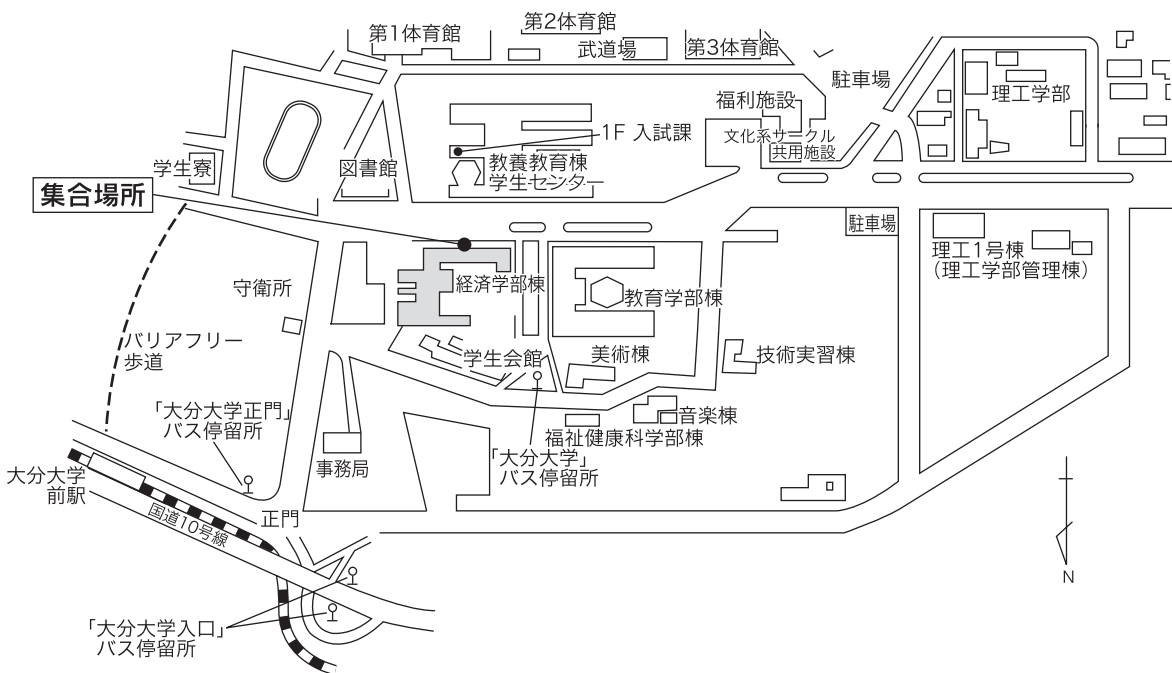 第1体育館
第2体育館
武道場
第3体育館
駐車場
理工学部
福利施設
文化系サークル
共用施設
1F 入試課
教養教育棟
学生センター
図書館
学生寮
集合場所
駐車場
理工1号棟
（理工学部管理棟）
経済学部棟
教育学部棟
守衛所
バリアフリー
歩道
学生会館
美術棟
技術実習棟
音楽棟
福祉健康科学部棟
「大分大学」
バス停留所
「大分大学正門」
バス停留所
事務局
大分大学
前駅
国道10号線
正門
「大分大学入口」
バス停留所
N